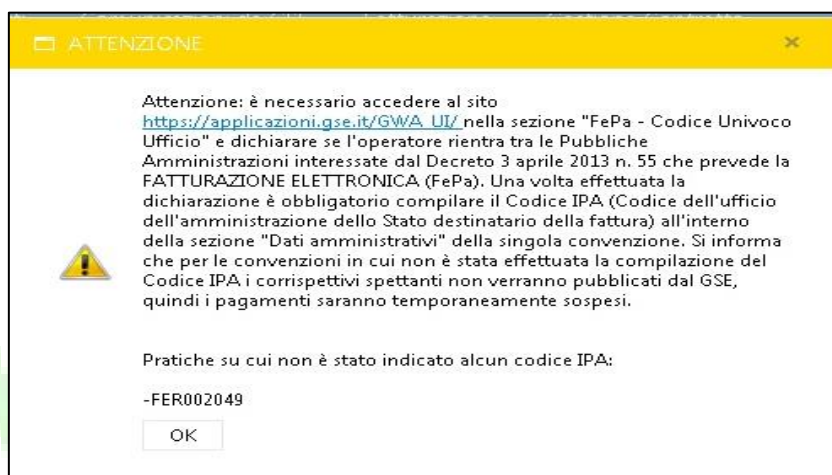 ATTENZIONE
Attenzione: è necessario accedere al sito
https://applicazioni.gse.it/GWA_UI/ nella sezione "FePa - Codice Univoco
Ufficio" e dichiarare se l'operatore rientra tra le Pubbliche
Amministrazioni interessate dal Decreto 3 aprile 2013 n. 55 che prevede la
FATTURAZIONE ELETTRONICA (FePa). Una volta effettuata la
dichiarazione è obbligatorio compilare il Codice IPA (Codice dell'ufficio
dell'amministrazione dello Stato destinatario della fattura) all'interno
della sezione "Dati amministrativi" della singola convenzione. Si informa
che per le convenzioni in cui non è stata effettuata la compilazione del
Codice IPA i corrispettivi spettanti non verranno pubblicati dal GSE,
quindi i pagamenti saranno temporaneamente sospesi.
Pratiche su cui non è stato indicato alcun codice IPA:
-FER002049
OK